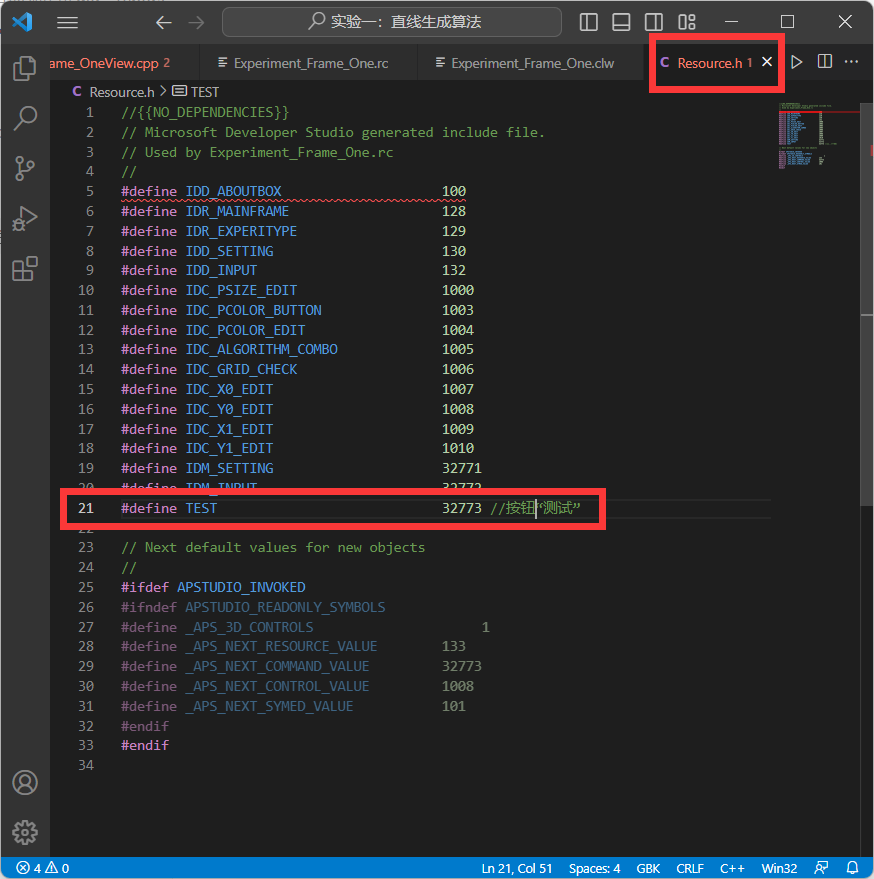 实验一：直线生成算法
ame_OneView.cpp 2
Experiment_Frame_One.rc
Experiment_Frame_One.clw
C Resource.h 1
C Resource.h > TEST
1 //{{NO_DEPENDENCIES}}
2 // Microsoft Developer Studio generated include file.
3 // Used by Experiment_Frame_One.rc
4 //
5 #define IDD_ABOUTBOX 100
6 #define IDR_MAINFRAME 128
7 #define IDR_EXPERITYPE 129
8 #define IDD_SETTING 130
9 #define IDD_INPUT 132
10 #define IDC_PSIZE_EDIT 1000
11 #define IDC_PCOLOR_BUTTON 1003
12 #define IDC_PCOLOR_EDIT 1004
13 #define IDC_ALGORITHM_COMBO 1005
14 #define IDC_GRID_CHECK 1006
15 #define IDC_X0_EDIT 1007
16 #define IDC_Y0_EDIT 1008
17 #define IDC_X1_EDIT 1009
18 #define IDC_Y1_EDIT 1010
19 #define IDM_SETTING 32771
20 #define IDM_INPUT 32772
21 #define TEST 32773 //按钮“测试”
22
23 // Next default values for new objects
24 //
25 #ifdef APSTUDIO_INVOKED
26 #ifndef APSTUDIO_READONLY_SYMBOLS
27 #define _APS_3D_CONTROLS 1
28 #define _APS_NEXT_RESOURCE_VALUE 133
29 #define _APS_NEXT_COMMAND_VALUE 32773
30 #define _APS_NEXT_CONTROL_VALUE 1008
31 #define _APS_NEXT_SYMED_VALUE 101
32 #endif
33 #endif
34
4 0 Ln 21, Col 51 Spaces: 4 GBK CRLF C++ Win32